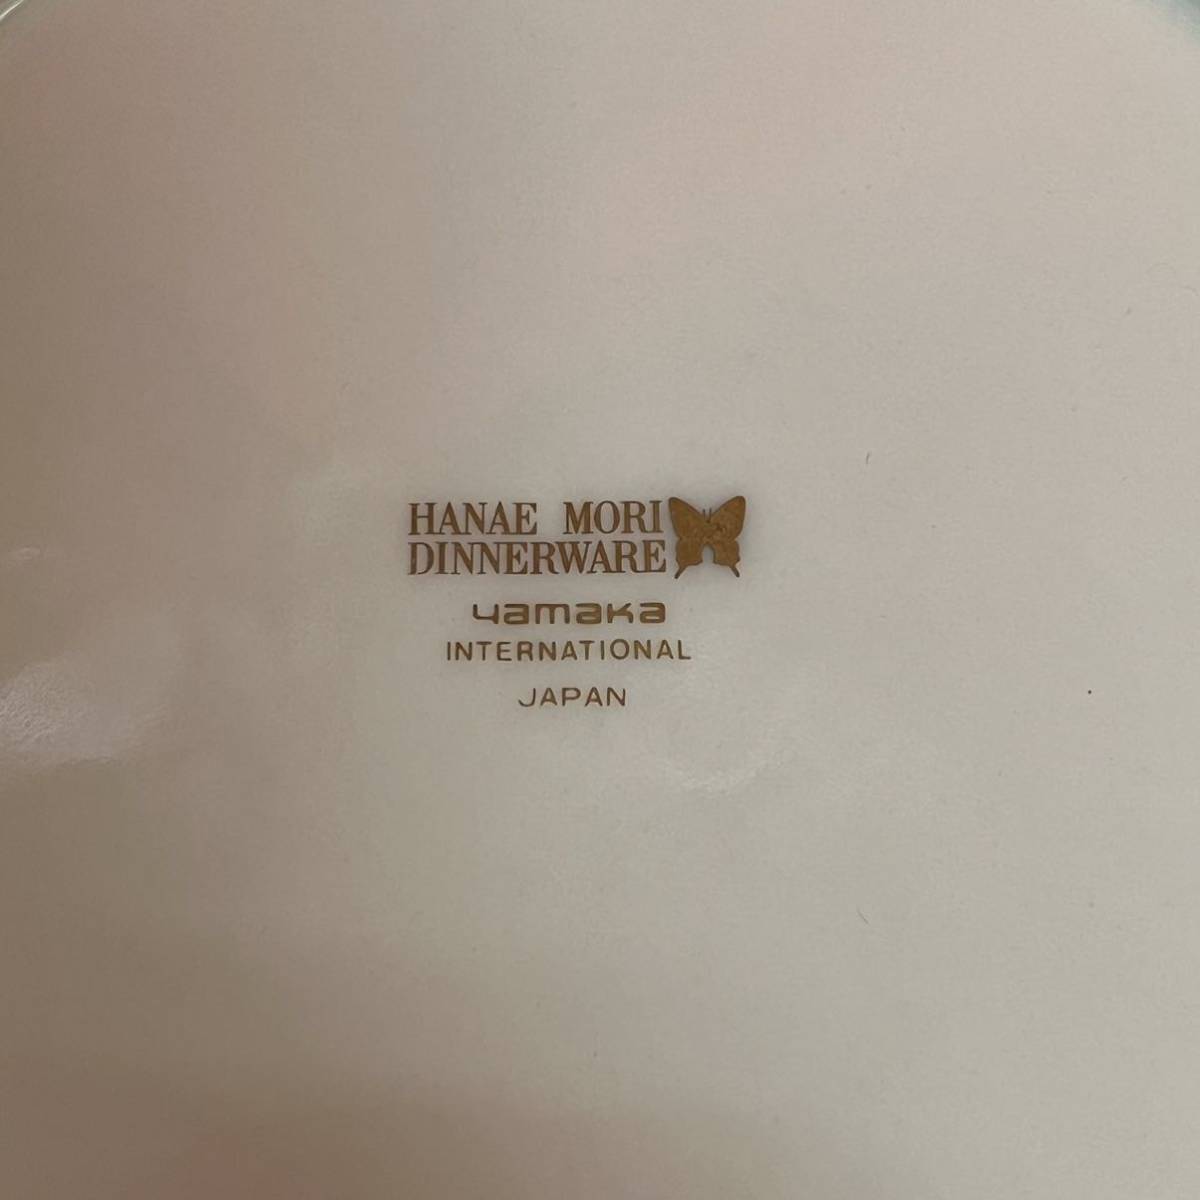 HANAE MORI
DINNERWARE
yamaka
INTERNATIONAL
JAPAN